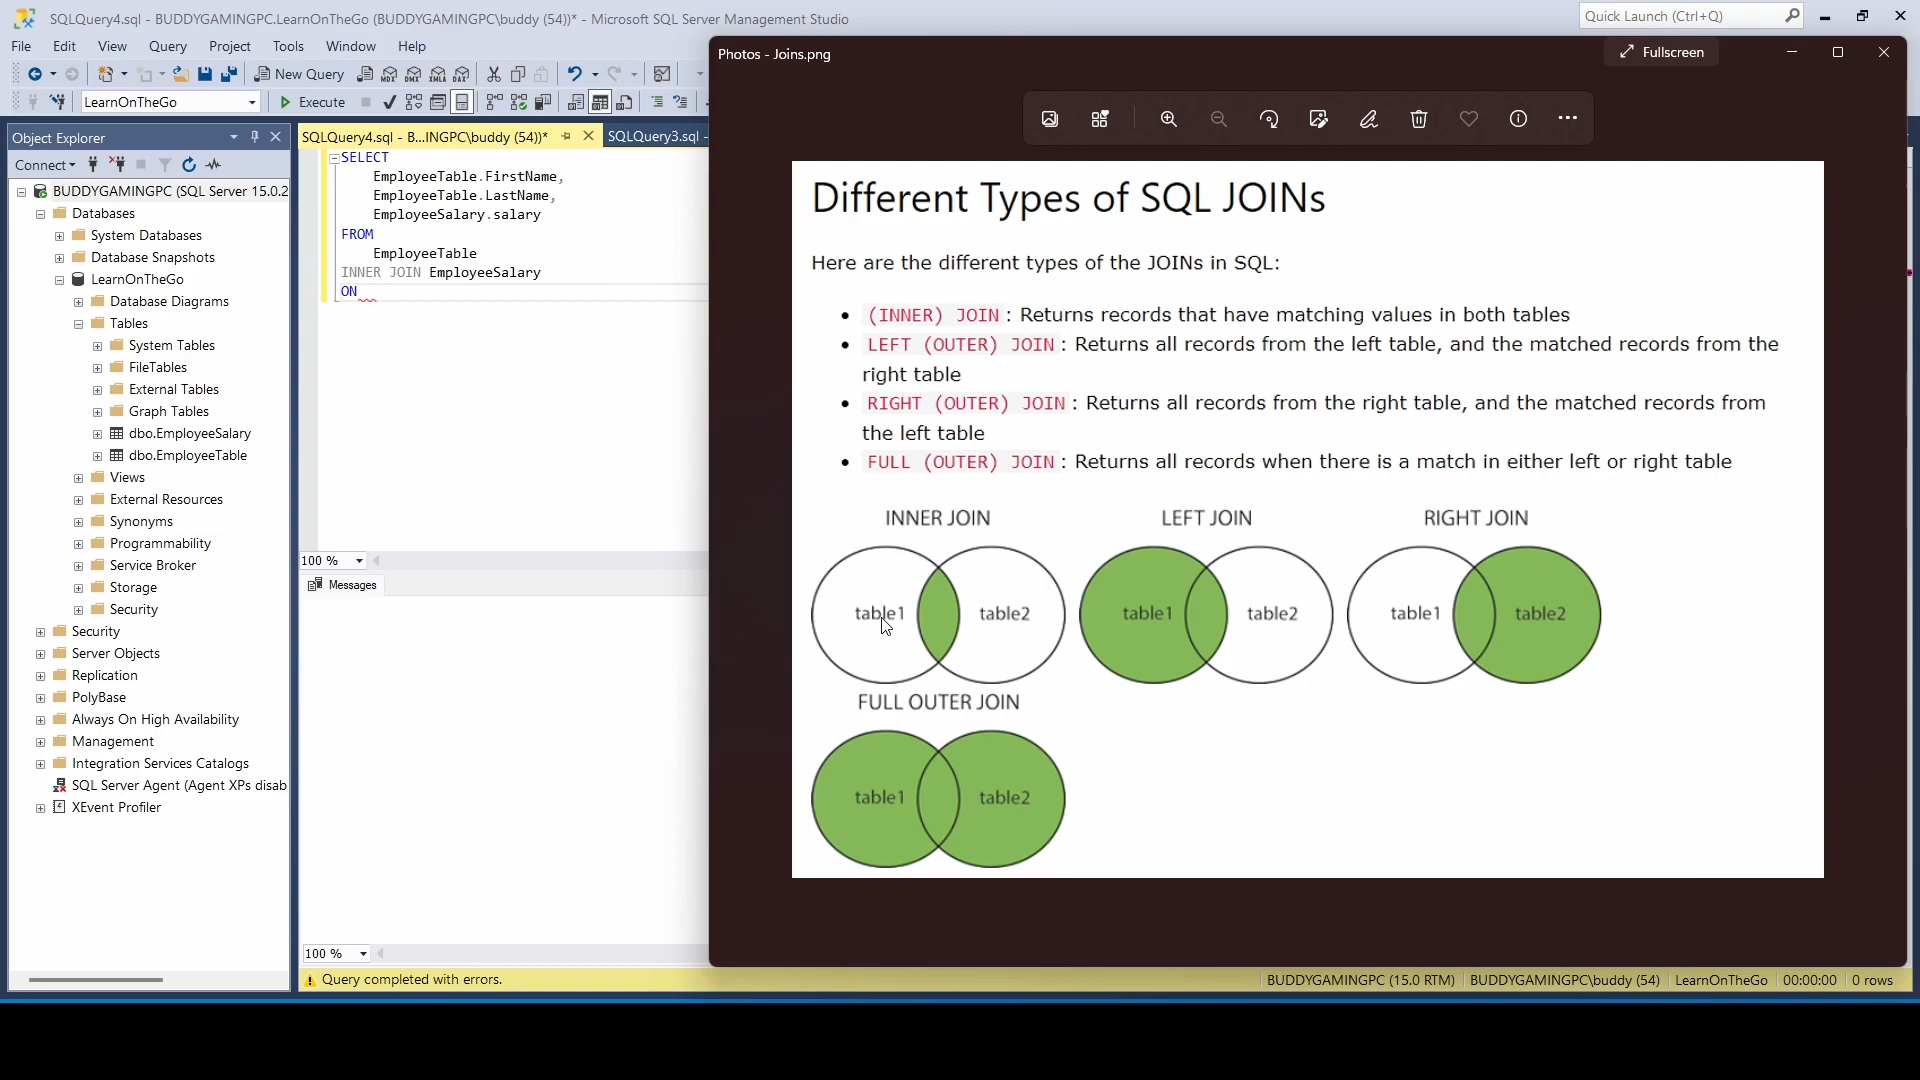 SQLQuery4.sql - BUDDYGAMINGPC.LearnOnTheGo (BUDDYGAMINGPC\buddy (54))* - Microsoft SQL Server Management Studio
Quick Launch (Ctrl+Q)
File Edit View Query Project Tools Window Help
New Query MDX DMX XMLA DAX
LearnOnTheGo Execute
Object Explorer
Connect
BUDDYGAMINGPC (SQL Server 15.0.2
Databases
System Databases
Database Snapshots
LearnOnTheGo
Database Diagrams
Tables
System Tables
FileTables
External Tables
Graph Tables
dbo.EmployeeSalary
dbo.EmployeeTable
Views
External Resources
Synonyms
Programmability
Service Broker
Storage
Security
Security
Server Objects
Replication
PolyBase
Always On High Availability
Management
Integration Services Catalogs
SQL Server Agent (Agent XPs disab
XEvent Profiler
SQLQuery4.sql - B...INGPC\buddy (54))* SQLQuery3.sql -
SELECT
EmployeeTable.FirstName,
EmployeeTable.LastName,
EmployeeSalary.salary
FROM
EmployeeTable
INNER JOIN EmployeeSalary
ON
100 %
Messages
100 %
Query completed with errors.
BUDDYGAMINGPC (15.0 RTM) BUDDYGAMINGPC\buddy (54) LearnOnTheGo 00:00:00 0 rows
Photos - Joins.png
Fullscreen
Different Types of SQL JOINs
Here are the different types of the JOINs in SQL:
• (INNER) JOIN: Returns records that have matching values in both tables
• LEFT (OUTER) JOIN: Returns all records from the left table, and the matched records from the
right table
• RIGHT (OUTER) JOIN: Returns all records from the right table, and the matched records from
the left table
• FULL (OUTER) JOIN: Returns all records when there is a match in either left or right table
INNER JOIN LEFT JOIN RIGHT JOIN
table1 table2 table1 table2 table1 table2
FULL OUTER JOIN
table1 table2